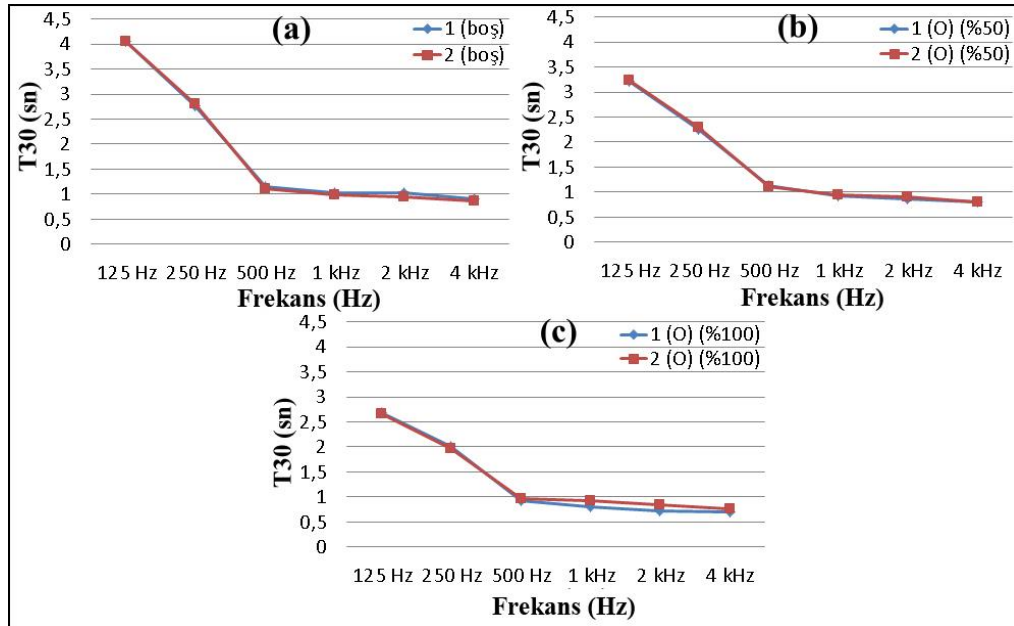 (a)
1 (boş)
2 (boş)
4,5
4
3,5
3
2,5
2
1,5
1
0,5
0
T30 (sn)
125 Hz 250 Hz 500 Hz 1 kHz 2 kHz 4 kHz
Frekans (Hz)
(b)
1 (O) (%50)
2 (O) (%50)
4,5
4
3,5
3
2,5
2
1,5
1
0,5
0
T30 (sn)
125 Hz 250 Hz 500 Hz 1 kHz 2 kHz 4 kHz
Frekans (Hz)
(c)
1 (O) (%100)
2 (O) (%100)
4,5
4
3,5
3
2,5
2
1,5
1
0,5
0
T30 (sn)
125 Hz 250 Hz 500 Hz 1 kHz 2 kHz 4 kHz
Frekans (Hz)